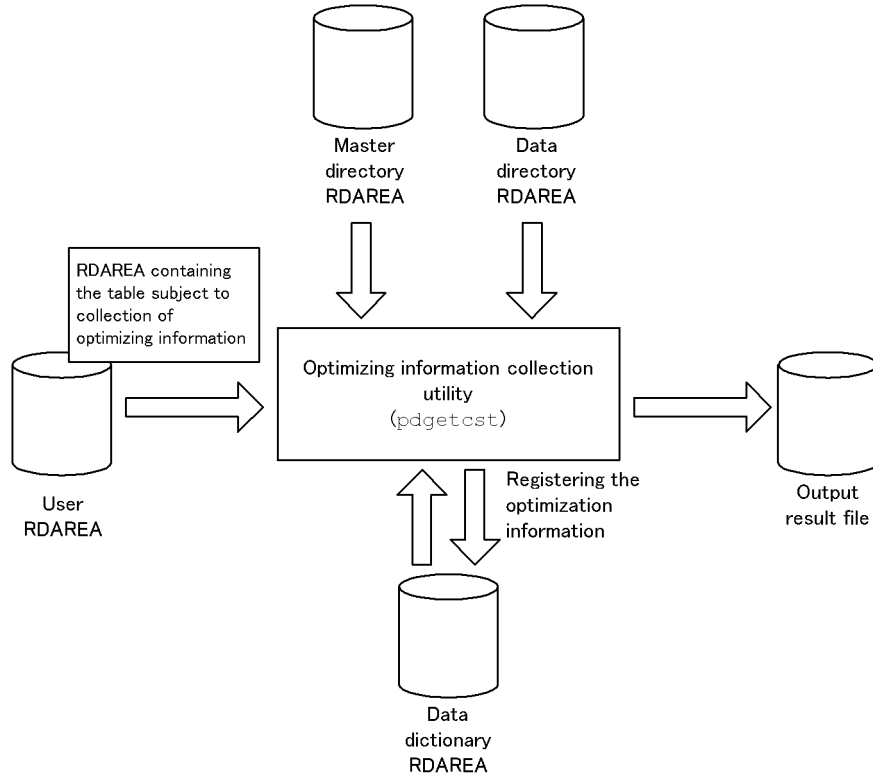 Master
directory
RDAREA
Data
directory
RDAREA
RDAREA containing
the table subject to
collection of
optimizing information
Optimizing information collection
utility
(pdgetcst)
User
RDAREA
Registering the
optimization
information
Output
result file
Data
dictionary
RDAREA